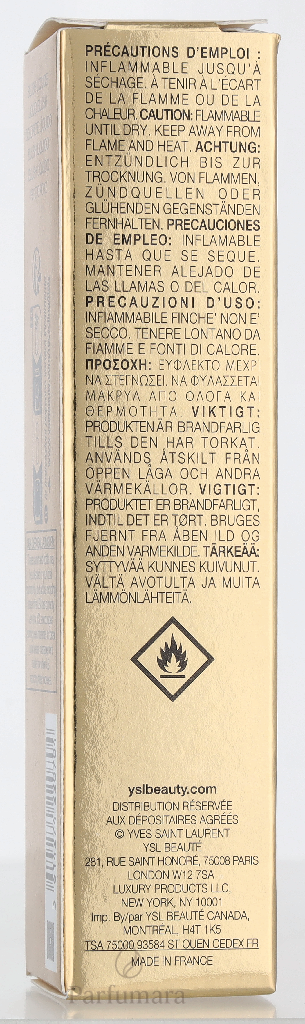 PRÉCAUTIONS D'EMPLOI :
INFLAMMABLE JUSQU'À
SÉCHAGE. À TENIR À L'ÉCART
DE LA FLAMME OU DE LA
CHALEUR. CAUTION: FLAMMABLE
UNTIL DRY. KEEP AWAY FROM
FLAME AND HEAT. ACHTUNG:
ENTZÜNDLICH BIS ZUR
TROCKNUNG. VON FLAMMEN,
ZÜNDQUELLEN ODER
GLÜHENDEN GEGENSTÄNDEN
FERNHALTEN. PRECAUCIONES
DE EMPLEO: INFLAMABLE
HASTA QUE SE SEQUE.
MANTENER ALEJADO DE
LAS LLAMAS O DEL CALOR.
PRECAUZIONI D'USO:
INFIAMMABILE FINCHE' NON E'
SECCO. TENERE LONTANO DA
FIAMME E FONTI DI CALORE.
ΠΡΟΣΟΧΗ: ΕΥΦΛΕΚΤΟ ΜΕΧΡΙ
ΝΑ ΣΤΕΓΝΩΣΕΙ. ΝΑ ΦΥΛΑΣΣΕΤΑΙ
ΜΑΚΡΥΑ ΑΠΟ ΦΛΟΓΑ ΚΑΙ
ΘΕΡΜΟΤΗΤΑ. VIKTIGT:
PRODUKTEN ÄR BRANDFARLIG
TILLS DEN HAR TORKAT.
ANVÄNDS ÅTSKILT FRÅN
ÖPPEN LÅGA OCH ANDRA
VÄRMEKÄLLOR. VIGTIGT:
PRODUKTET ER BRANDFARLIGT,
INDTIL DET ER TØRT. BRUGES
FJERNT FRA ÅBEN ILD OG
ANDEN VARMEKILDE. TÄRKEÄÄ:
SYTTYVÄÄ KUNNES KUIVUNUT.
VÄLTÄ AVOTULTA JA MUITA
LÄMMÖNLÄHTEITÄ.
yslbeauty.com
DISTRIBUTION RÉSERVÉE
AUX DÉPOSITAIRES AGRÉÉS
© YVES SAINT LAURENT
YSL BEAUTÉ
281, RUE SAINT HONORÉ, 75008 PARIS
LONDON W12 7SA
LUXURY PRODUCTS LLC
NEW YORK, NY 10001
Imp. By/par YSL BEAUTÉ CANADA,
MONTREAL. H4T 1K5
TSA 75000 93584 ST OUEN CEDEX FR
MADE IN FRANCE
Parfumara